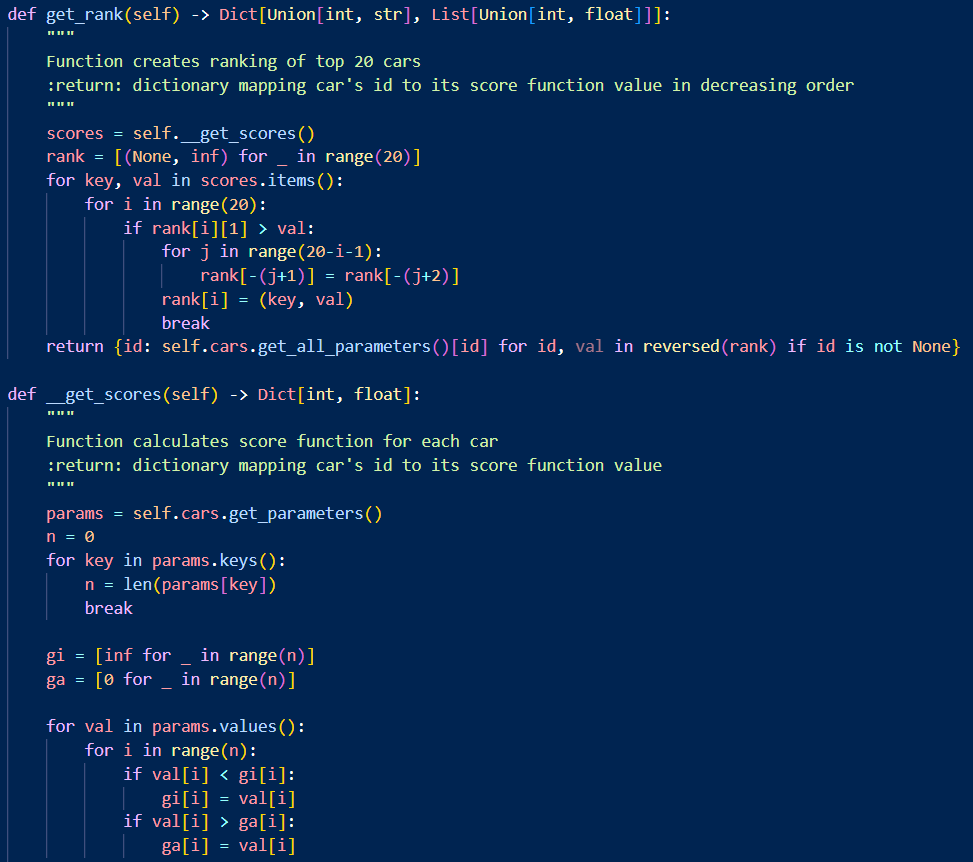 def get_rank(self) -> Dict[Union[int, str], List[Union[int, float]]]:
    """
    Function creates ranking of top 20 cars
    :return: dictionary mapping car's id to its score function value in decreasing order
    """
    scores = self.__get_scores()
    rank = [(None, inf) for _ in range(20)]
    for key, val in scores.items():
        for i in range(20):
            if rank[i][1] > val:
                for j in range(20-i-1):
                    rank[-(j+1)] = rank[-(j+2)]
                rank[i] = (key, val)
                break
    return {id: self.cars.get_all_parameters()[id] for id, val in reversed(rank) if id is not None}

def __get_scores(self) -> Dict[int, float]:
    """
    Function calculates score function for each car
    :return: dictionary mapping car's id to its score function value
    """
    params = self.cars.get_parameters()
    n = 0
    for key in params.keys():
        n = len(params[key])
        break

    gi = [inf for _ in range(n)]
    ga = [0 for _ in range(n)]

    for val in params.values():
        for i in range(n):
            if val[i] < gi[i]:
                gi[i] = val[i]
            if val[i] > ga[i]:
                ga[i] = val[i]